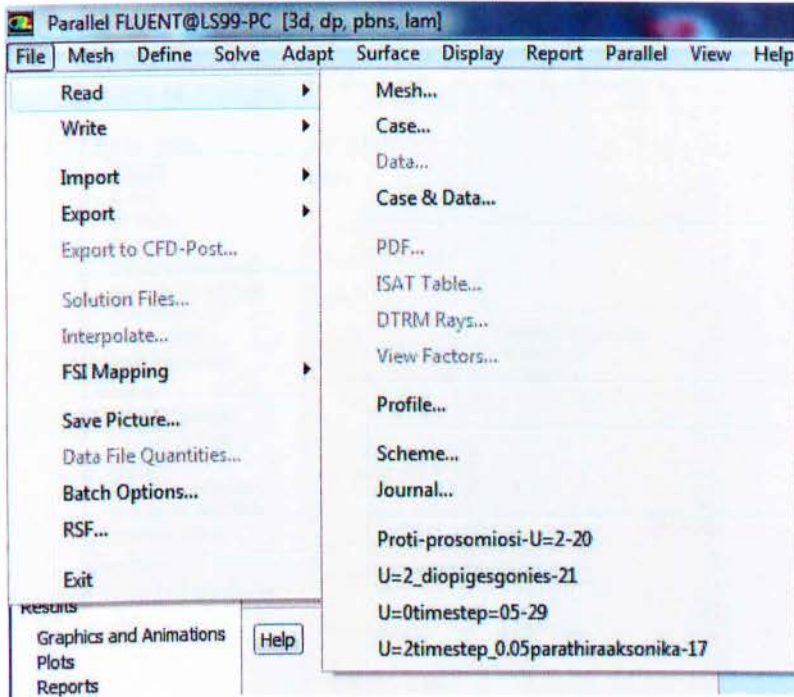 Parallel FLUENT@LS99-PC [3d, dp, pbns, lam]
File Mesh Define Solve Adapt Surface Display Report Parallel View Help
Read
Write
Import
Export
Export to CFD-Post...
Solution Files...
Interpolate...
FSI Mapping
Save Picture...
Data File Quantities...
Batch Options...
RSF...
Exit
Mesh...
Case...
Data...
Case & Data...
PDF...
ISAT Table...
DTRM Rays...
View Factors...
Profile...
Scheme...
Journal...
Proti-prosomiosi-U=2-20
U=2_diopigesgonies-21
U=0timestep=05-29
U=2timestep_0.05parathiraaksonika-17
Results
Graphics and Animations
Plots
Reports
Help